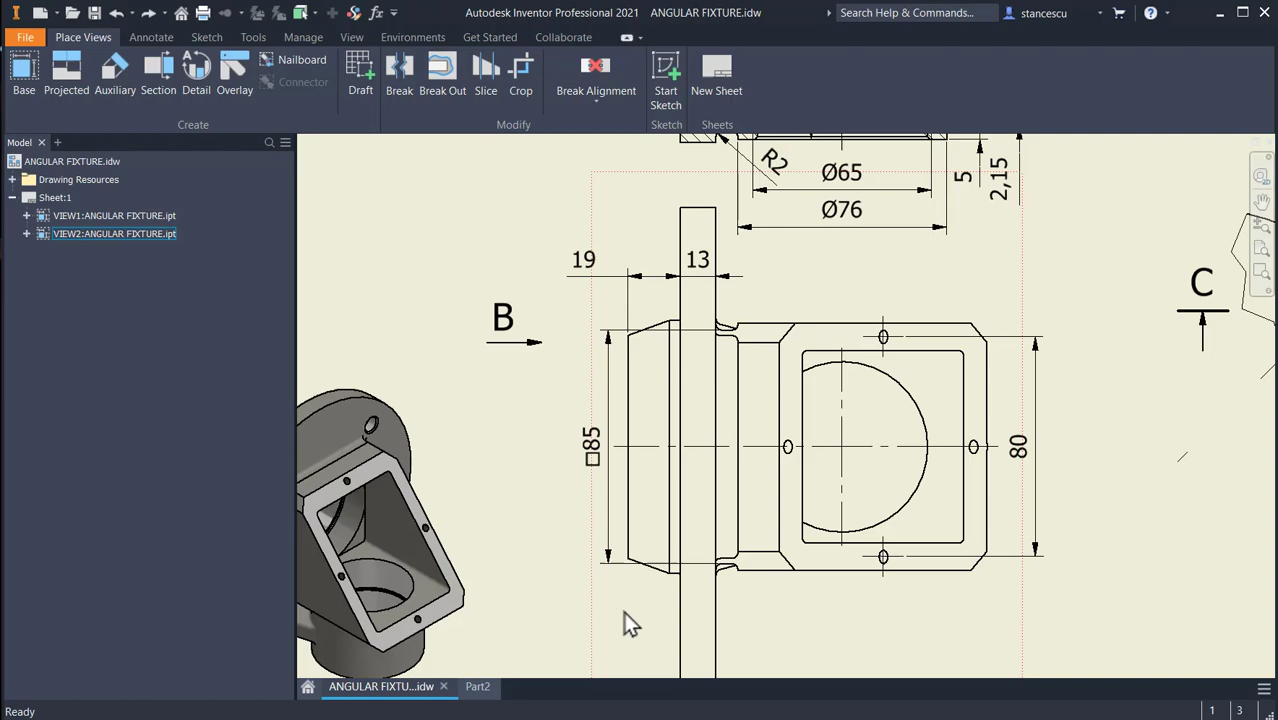 Autodesk Inventor Professional 2021 ANGULAR FIXTURE.idw
Search Help & Commands...
stancescu
File
Place Views
Annotate
Sketch
Tools
Manage
View
Environments
Get Started
Collaborate
Base
Projected
Auxiliary
Section
Detail
Overlay
Nailboard
Connector
Draft
Break
Break Out
Slice
Crop
Break Alignment
Start
Sketch
New Sheet
Create
Modify
Sketch
Sheets
Model
ANGULAR FIXTURE.idw
Drawing Resources
Sheet:1
VIEW1:ANGULAR FIXTURE.ipt
VIEW2:ANGULAR FIXTURE.ipt
R2
Ø65
Ø76
5
2,15
19
13
B
C
□85
80
ANGULAR FIXTU...idw
Part2
Ready
1
3